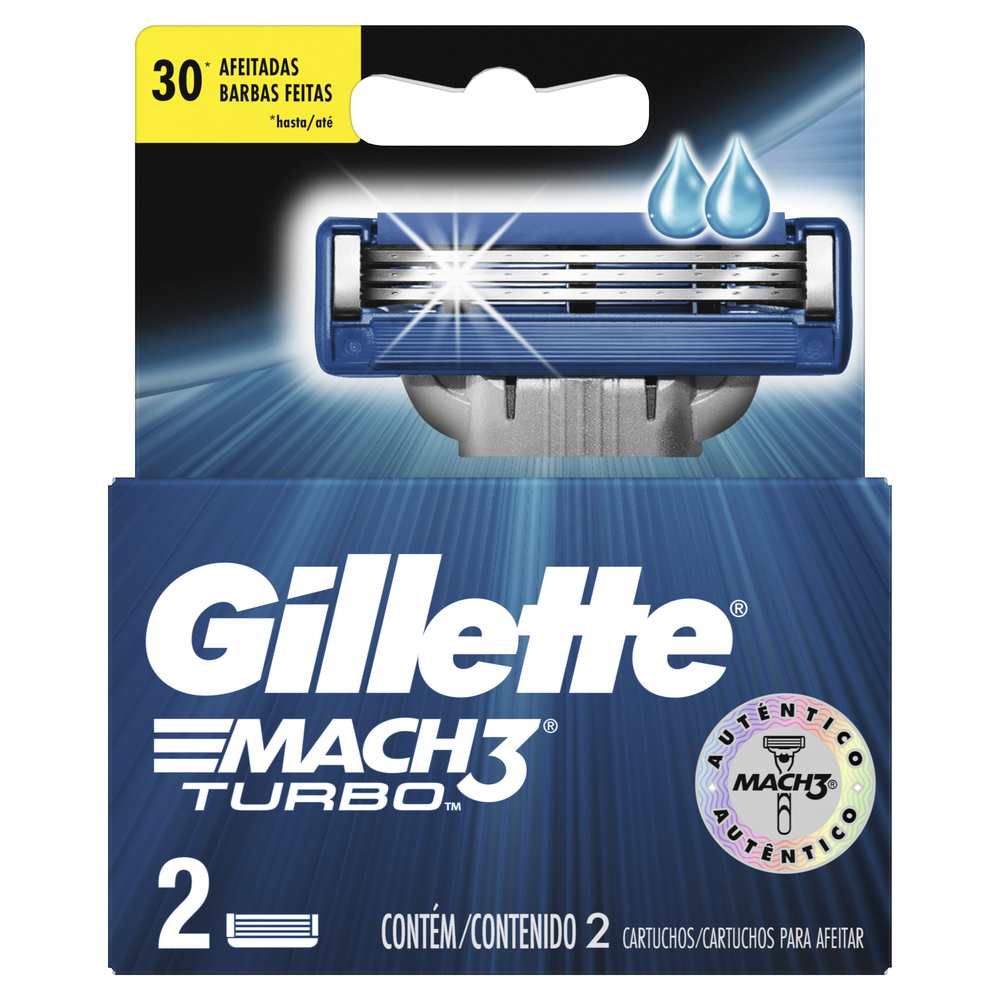 30* AFEITADAS
BARBAS FEITAS
*hasta/até
Gillette®
MACH3®
TURBO™
AUTÉNTICO
MACH3®
AUTÊNTICO
2
CONTÉM/CONTENIDO 2 CARTUCHOS/CARTUCHOS PARA AFEITAR